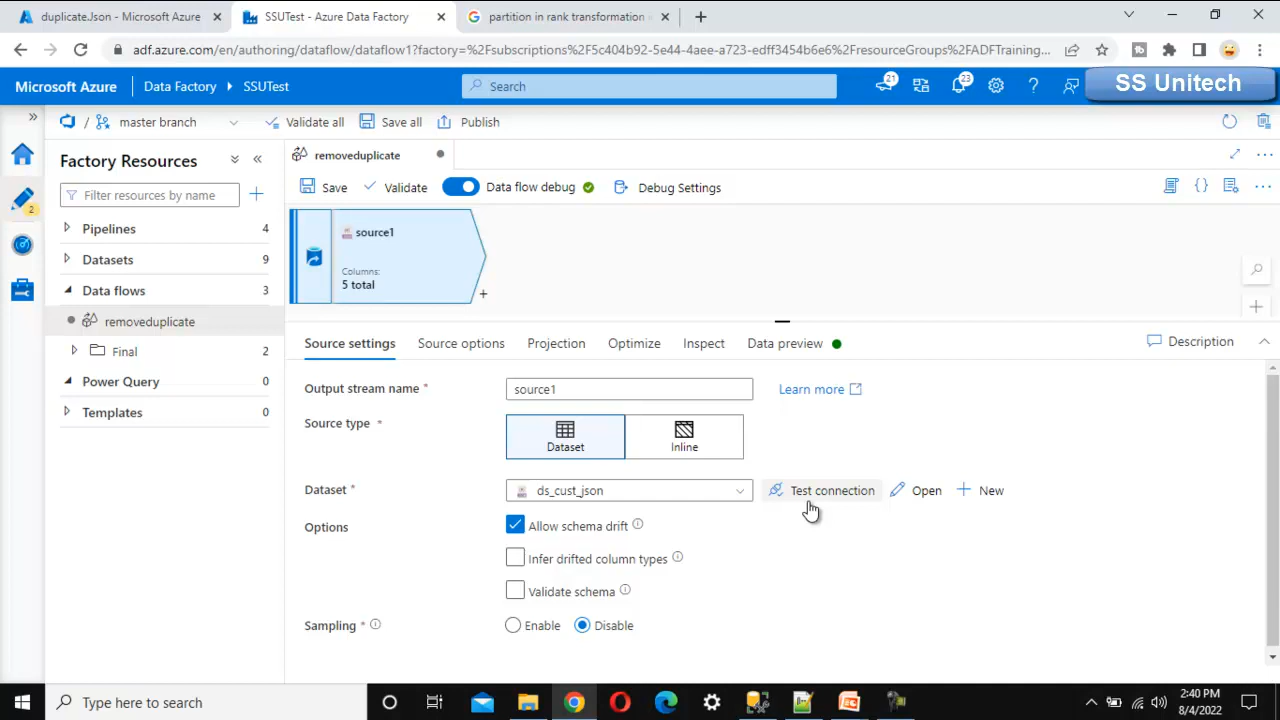 duplicate.Json - Microsoft Azure
SSUTest - Azure Data Factory
partition in rank transformation
adf.azure.com/en/authoring/dataflow/dataflow1?factory=%2Fsubscriptions%2F5c404b92-5e44-4aee-a723-edff3454b6e6%2FresourceGroups%2FADFTraining...
Microsoft Azure
Data Factory
SSUTest
Search
21
23
SS Unitech
/ master branch
Validate all
Save all
Publish
Factory Resources
removeduplicate
Filter resources by name
Save
Validate
Data flow debug
Debug Settings
2
Pipelines 4
Datasets 9
Data flows 3
removeduplicate
Final 2
Power Query 0
Templates 0
source1
Columns:
5 total
Source settings
Source options
Projection
Optimize
Inspect
Data preview
Description
Output stream name *
source1
Learn more
Source type *
Dataset
Inline
Dataset *
ds_cust_json
Test connection
Open
New
Options
Allow schema drift
Infer drifted column types
Validate schema
Sampling *
Enable
Disable
Type here to search
2:40 PM
8/4/2022